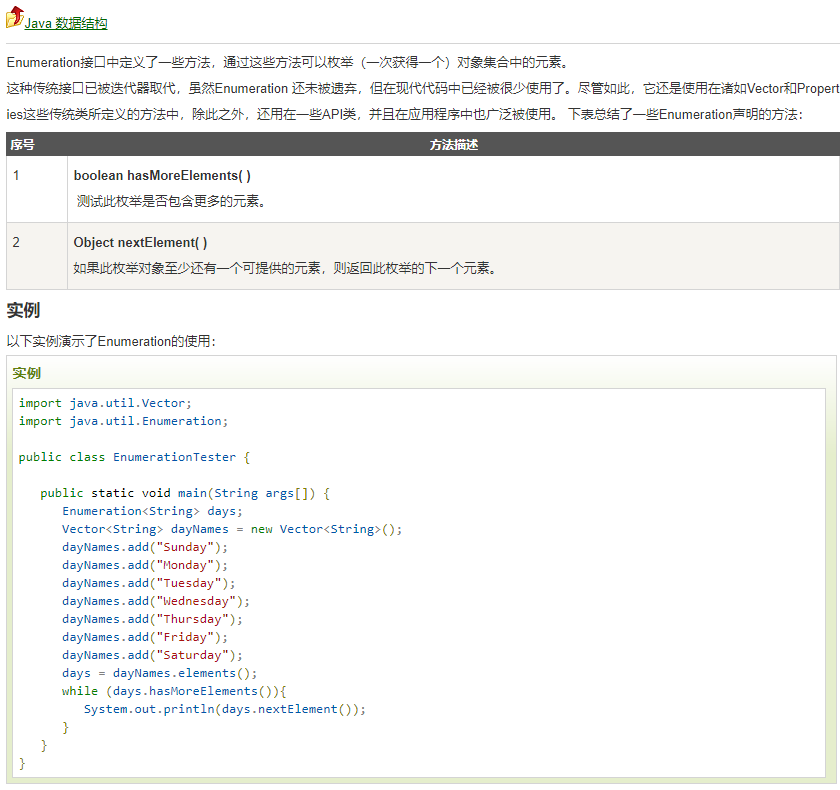 Java 数据结构
Enumeration接口中定义了一些方法，通过这些方法可以枚举（一次获得一个）对象集合中的元素。
这种传统接口已被迭代器取代，虽然Enumeration 还未被遗弃，但在现代代码中已经被很少使用了。尽管如此，它还是使用在诸如Vector和Propert
ies这些传统类所定义的方法中，除此之外，还用在一些API类，并且在应用程序中也广泛被使用。 下表总结了一些Enumeration声明的方法：
序号 方法描述
1 boolean hasMoreElements( )
测试此枚举是否包含更多的元素。
2 Object nextElement( )
如果此枚举对象至少还有一个可提供的元素，则返回此枚举的下一个元素。
实例
以下实例演示了Enumeration的使用：
实例
import java.util.Vector;
import java.util.Enumeration;
public class EnumerationTester {
public static void main(String args[]) {
Enumeration<String> days;
Vector<String> dayNames = new Vector<String>();
dayNames.add("Sunday");
dayNames.add("Monday");
dayNames.add("Tuesday");
dayNames.add("Wednesday");
dayNames.add("Thursday");
dayNames.add("Friday");
dayNames.add("Saturday");
days = dayNames.elements();
while (days.hasMoreElements()){
System.out.println(days.nextElement());
}
}
}